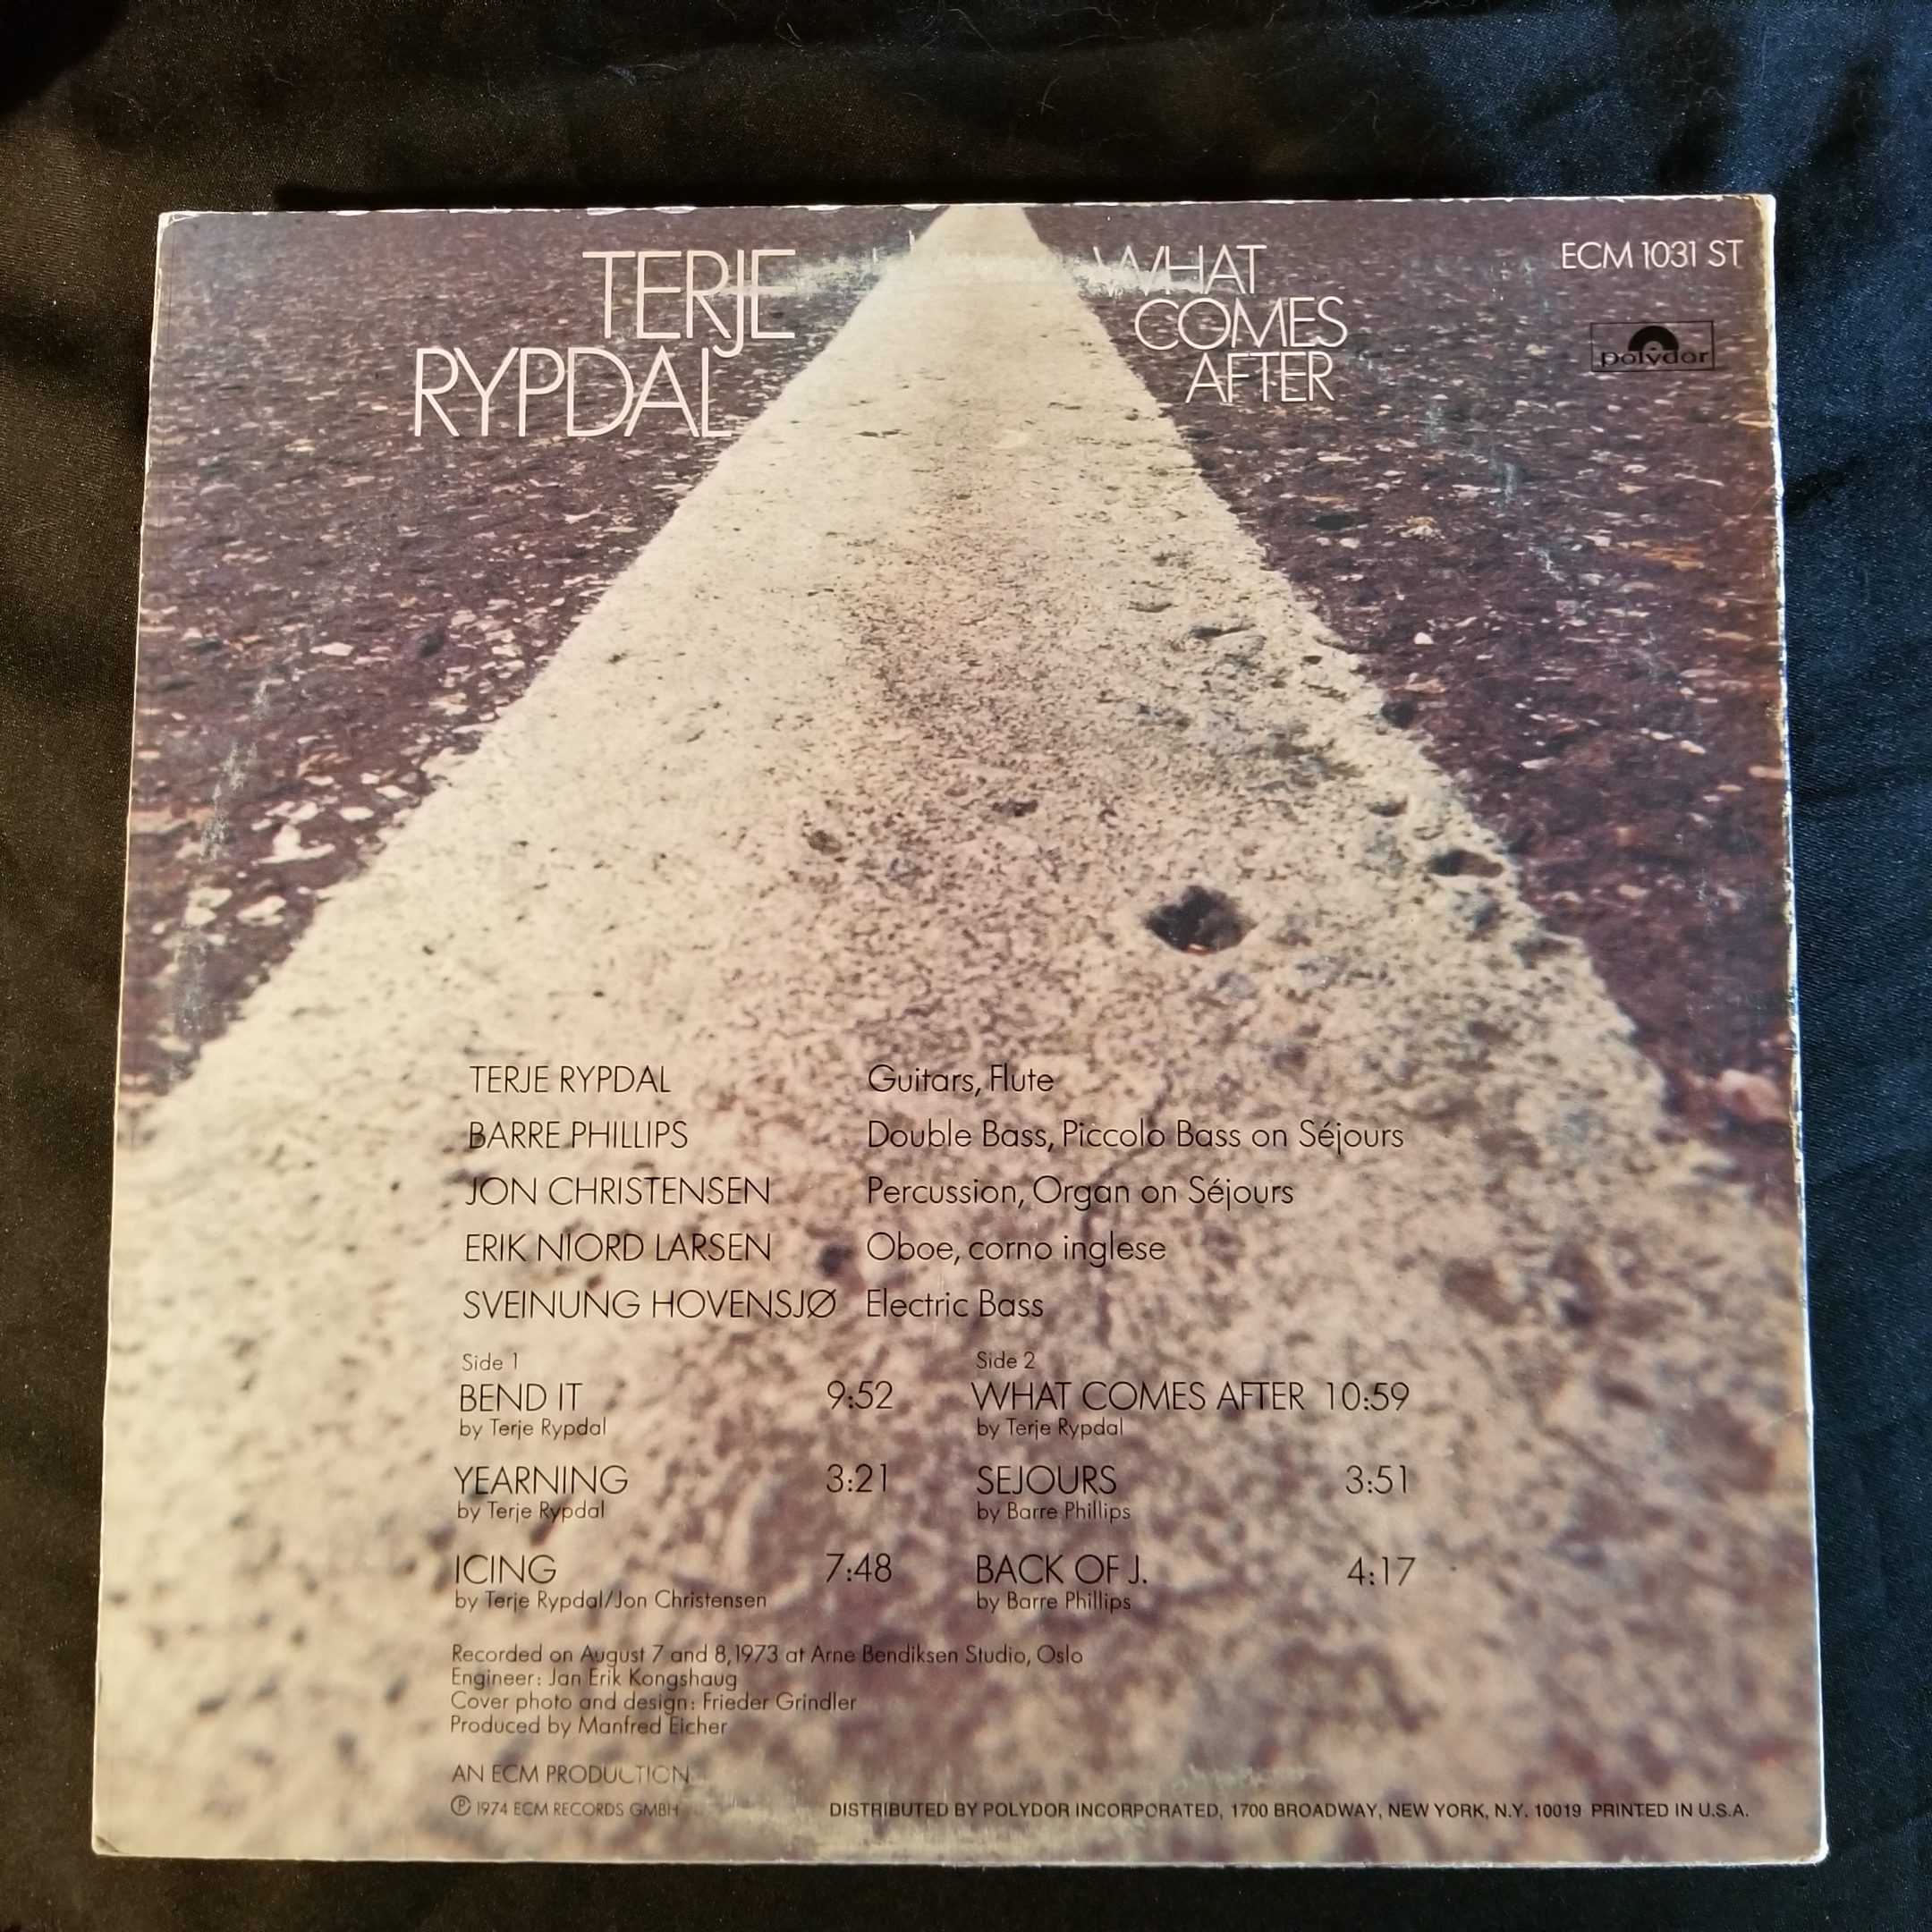 TERJE
RYPDAL
WHAT
COMES
AFTER
ECM 1031 ST
polydor
TERJE RYPDAL Guitars, Flute
BARRE PHILLIPS Double Bass, Piccolo Bass on Séjours
JON CHRISTENSEN Percussion, Organ on Séjours
ERIK NIORD LARSEN Oboe, corno inglese
SVEINUNG HOVENSJØ Electric Bass
Side 1
BEND IT 9:52
by Terje Rypdal
YEARNING 3:21
by Terje Rypdal
ICING 7:48
by Terje Rypdal/Jon Christensen
Side 2
WHAT COMES AFTER 10:59
by Terje Rypdal
SEJOURS 3:51
by Barre Phillips
BACK OF J. 4:17
by Barre Phillips
Recorded on August 7 and 8, 1973 at Arne Bendiksen Studio, Oslo
Engineer: Jan Erik Kongshaug
Cover photo and design: Frieder Grindler
Produced by Manfred Eicher
AN ECM PRODUCTION
℗ 1974 ECM RECORDS GMBH
DISTRIBUTED BY POLYDOR INCORPORATED, 1700 BROADWAY, NEW YORK, N.Y. 10019 PRINTED IN U.S.A.